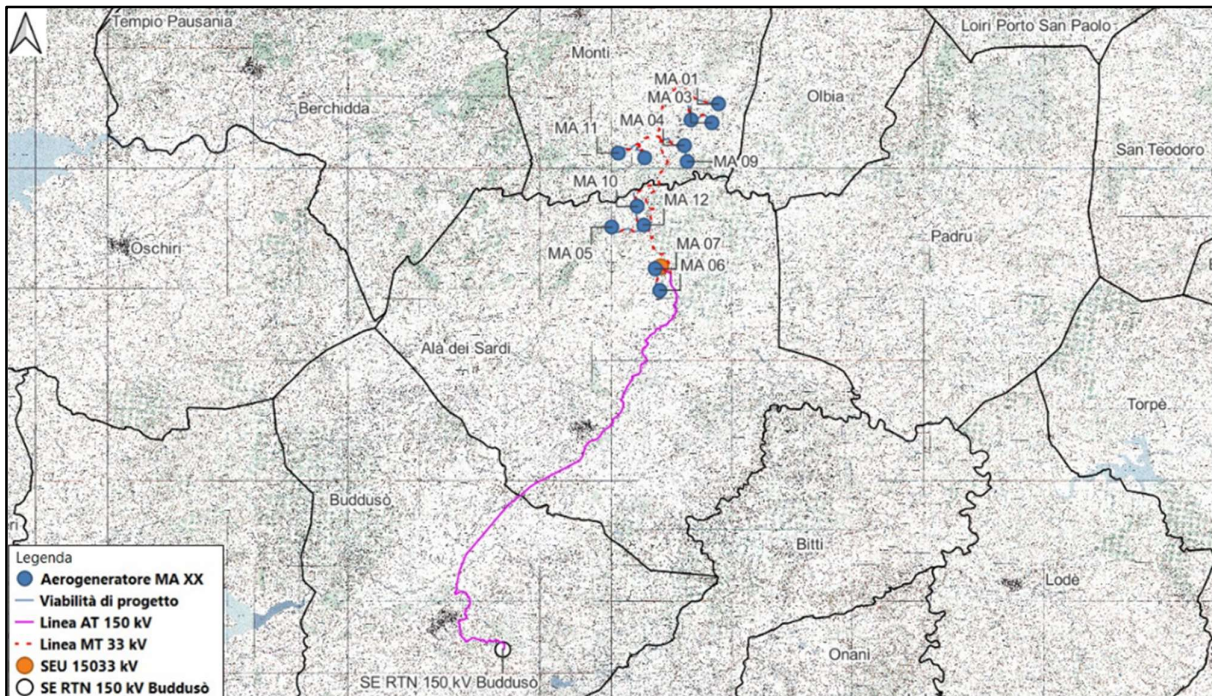 Tempio Pausania
Monti
Loiri Porto San Paolo
MA 01
MA 03
Olbia
Berchidda
MA 04
MA 11
MA 09
San Teodoro
MA 10
MA 12
Oschiri
Padru
MA 05
MA 07
MA 06
Alà dei Sardi
Torpè
Buddusò
Bitti
Lodè
Onanì
SE RTN 150 kV Buddusò
Legenda
Aerogeneratore MA XX
Viabilità di progetto
Linea AT 150 kV
Linea MT 33 kV
SEU 15033 kV
SE RTN 150 kV Buddusò